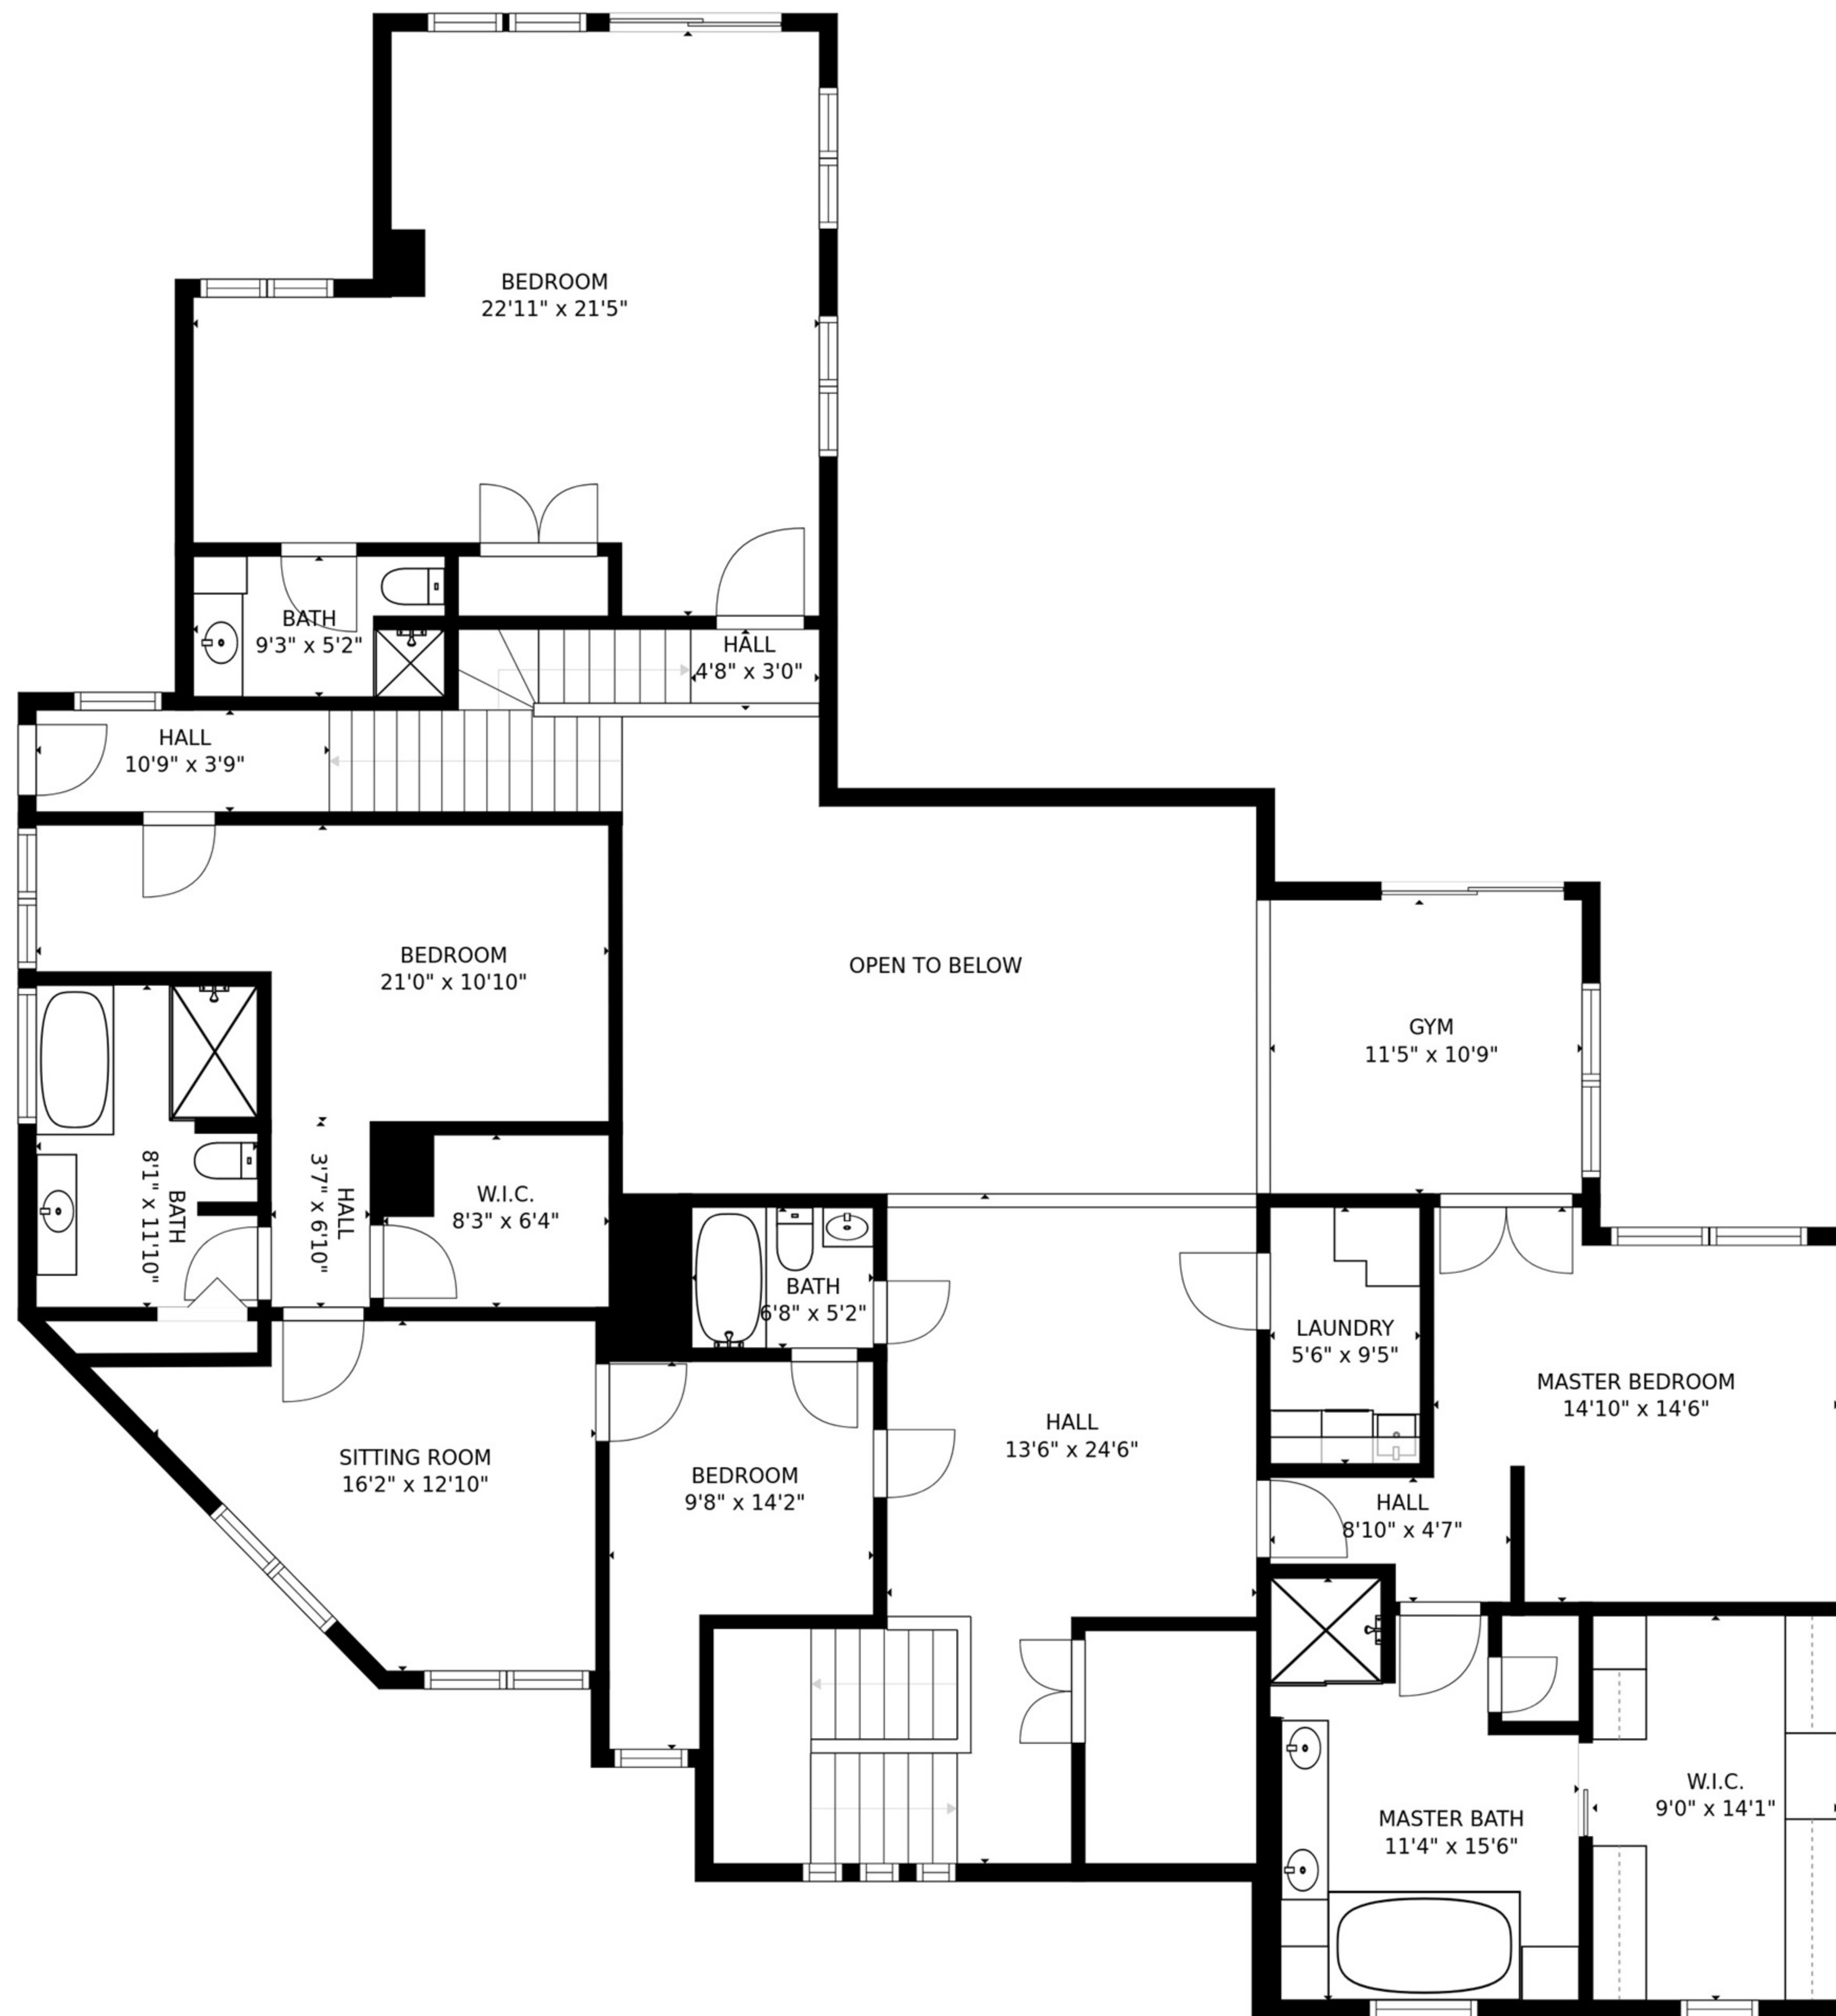 BEDROOM
22'11" x 21'5"
BATH
9'3" x 5'2"
HALL
4'8" x 3'0"
HALL
10'9" x 3'9"
BEDROOM
21'0" x 10'10"
OPEN TO BELOW
GYM
11'5" x 10'9"
BATH
8'1" x 11'10"
HALL
3'7" x 6'10"
W.I.C.
8'3" x 6'4"
BATH
6'8" x 5'2"
LAUNDRY
5'6" x 9'5"
MASTER BEDROOM
14'10" x 14'6"
HALL
13'6" x 24'6"
SITTING ROOM
16'2" x 12'10"
BEDROOM
9'8" x 14'2"
HALL
8'10" x 4'7"
W.I.C.
9'0" x 14'1"
MASTER BATH
11'4" x 15'6"